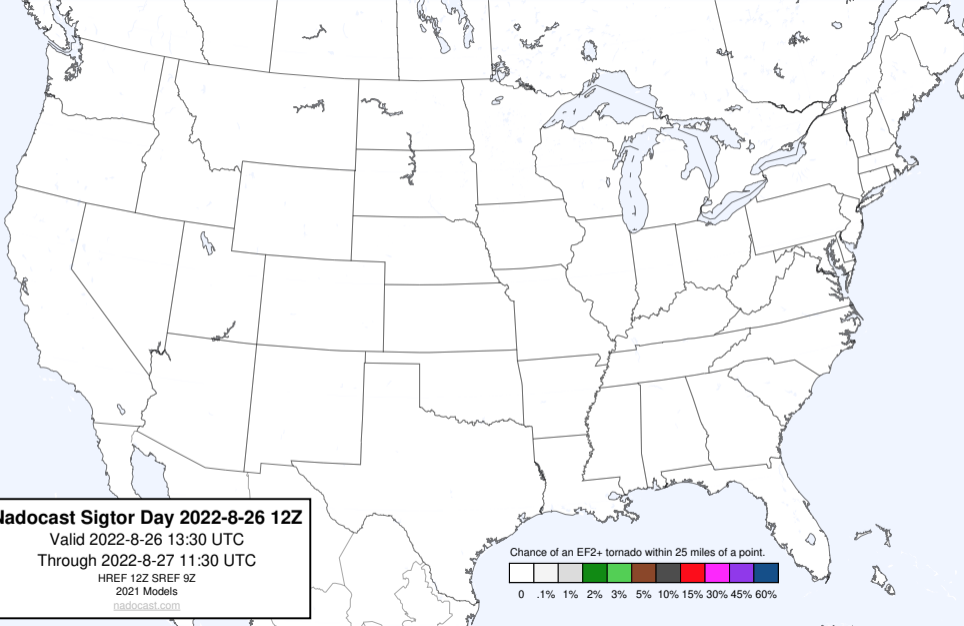 Nadocast Sigtor Day 2022-8-26 12Z
Valid 2022-8-26 13:30 UTC
Through 2022-8-27 11:30 UTC
HREF 12Z SREF 9Z
2021 Models
nadocast.com
Chance of an EF2+ tornado within 25 miles of a point.
0 .1% 1% 2% 3% 5% 10% 15% 30% 45% 60%